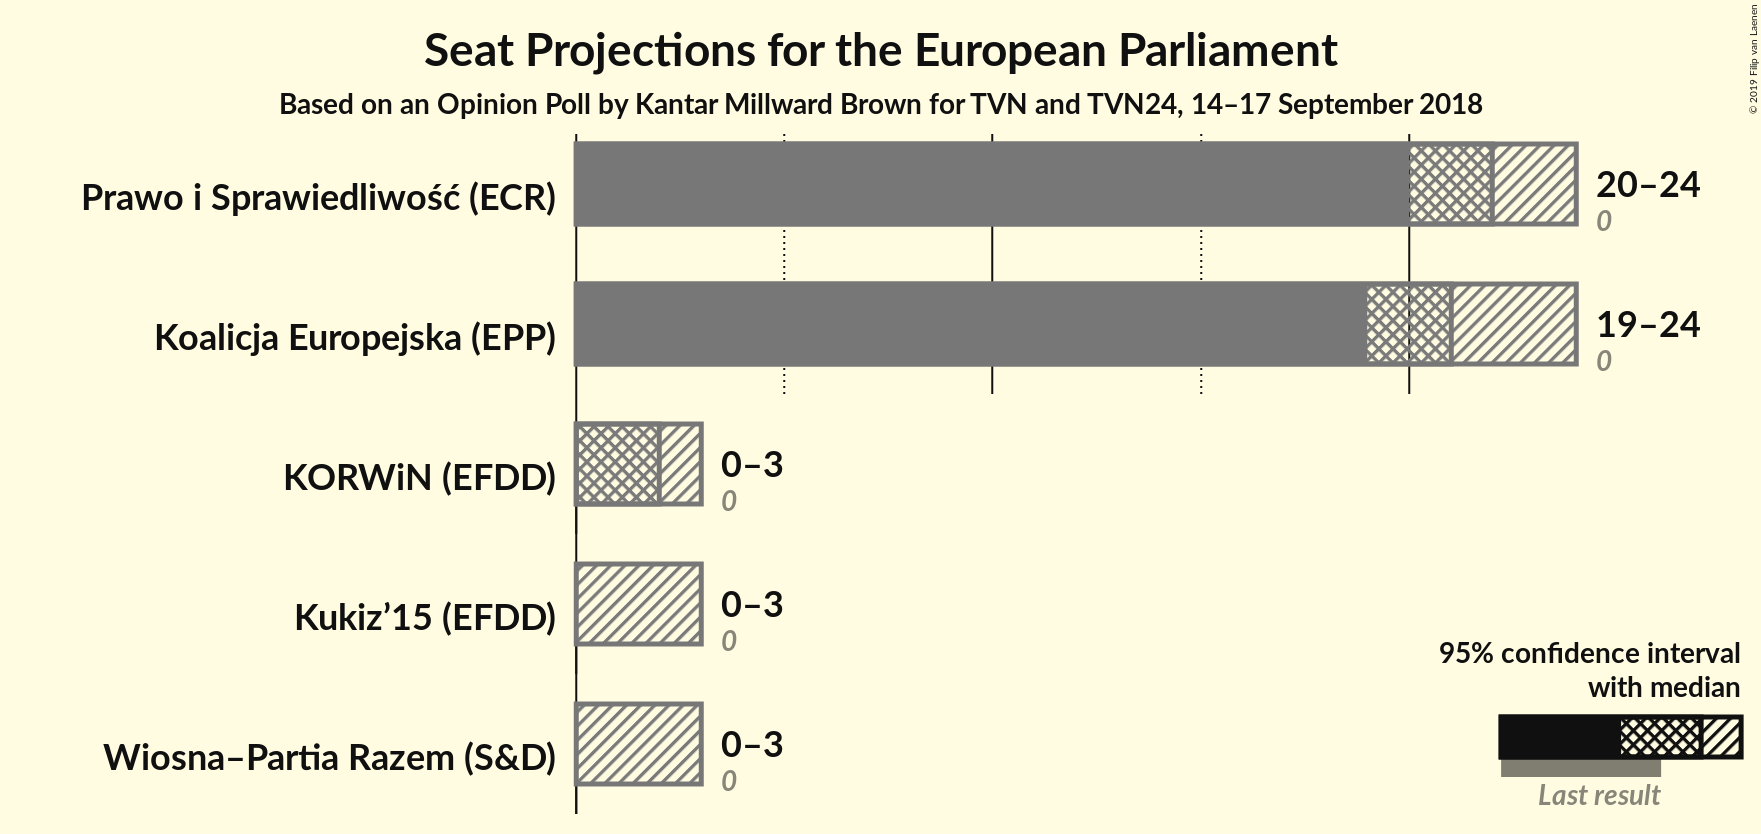 Seat Projections for the European Parliament
Based on an Opinion Poll by Kantar Millward Brown for TVN and TVN24, 14–17 September 2018
© 2019 Filip van Laenen
Prawo i Sprawiedliwość (ECR)
20–24
0
Koalicja Europejska (EPP)
19–24
0
KORWiN (EFDD)
0–3
0
Kukiz’15 (EFDD)
0–3
0
Wiosna–Partia Razem (S&D)
0–3
0
95% confidence interval
with median
Last result